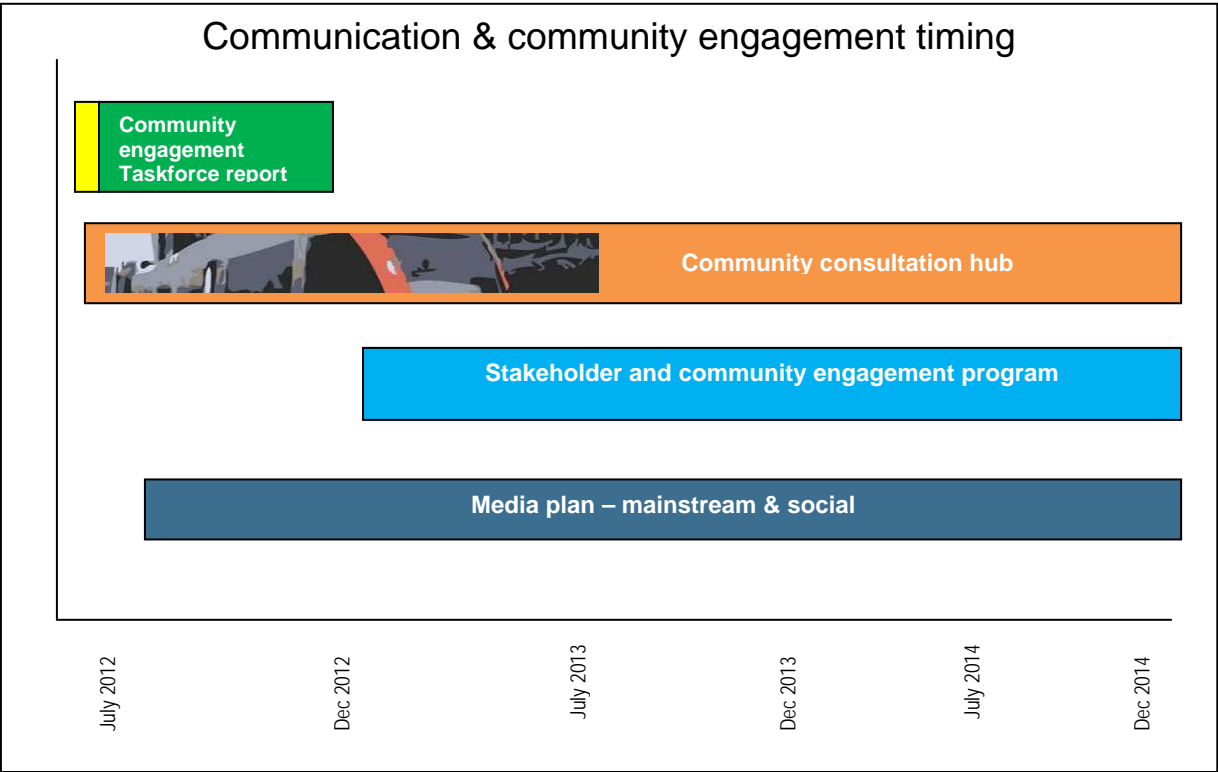 Communication & community engagement timing
Community
engagement
Taskforce report
Community consultation hub
Stakeholder and community engagement program
Media plan – mainstream & social
July 2012
Dec 2012
July 2013
Dec 2013
July 2014
Dec 2014